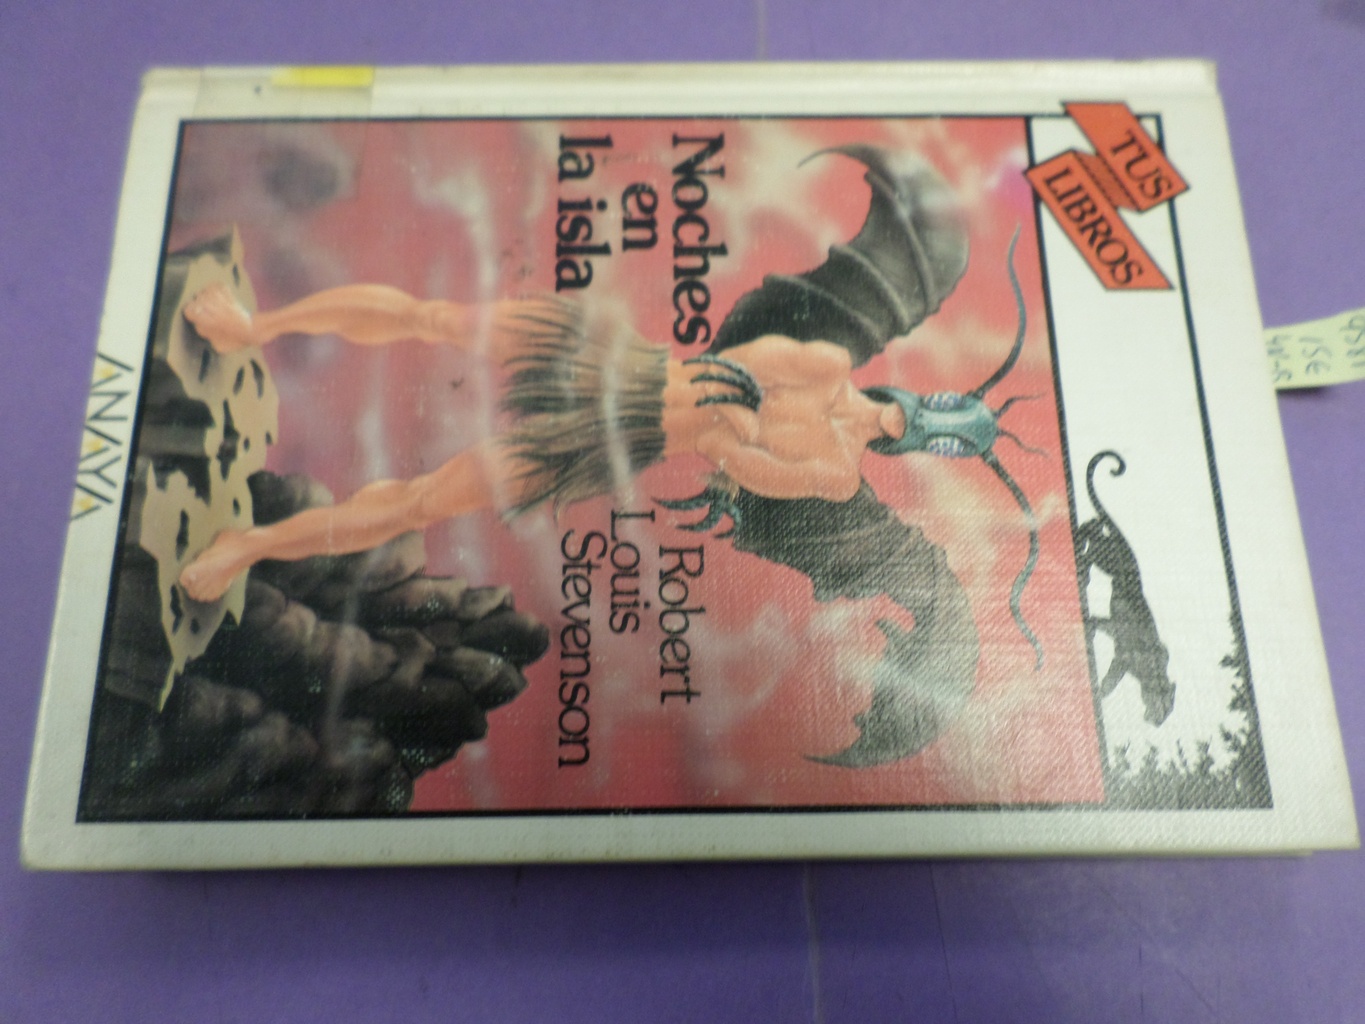 TUS
LIBROS
Noches
en
la isla
Robert
Louis
Stevenson
ANAYA